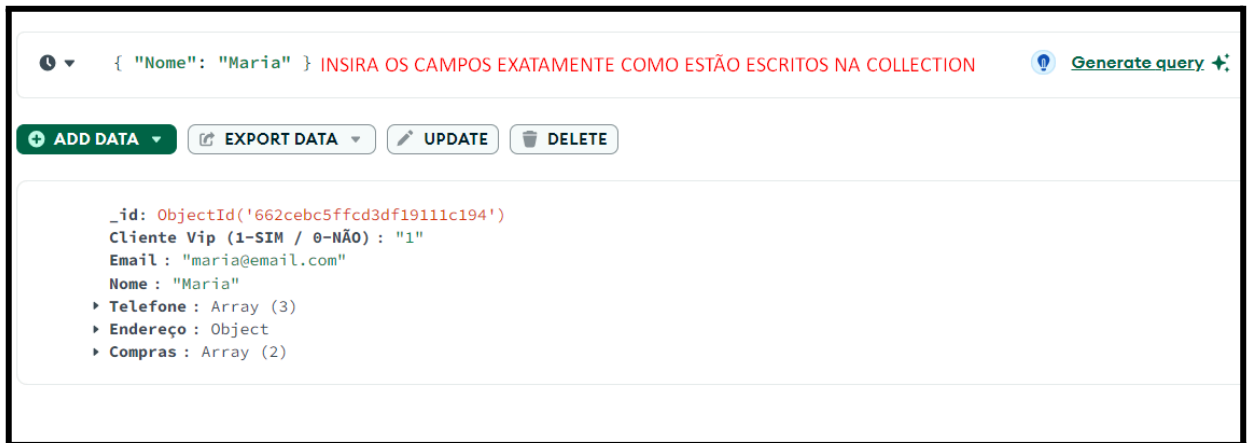 { "Nome": "Maria" } INSIRA OS CAMPOS EXATAMENTE COMO ESTÃO ESCRITOS NA COLLECTION Generate query
ADD DATA EXPORT DATA UPDATE DELETE
_id: ObjectId('662cebc5ffcd3df19111c194')
Cliente Vip (1-SIM / 0-NÃO) : "1"
Email : "maria@email.com"
Nome : "Maria"
Telefone : Array (3)
Endereço : Object
Compras : Array (2)